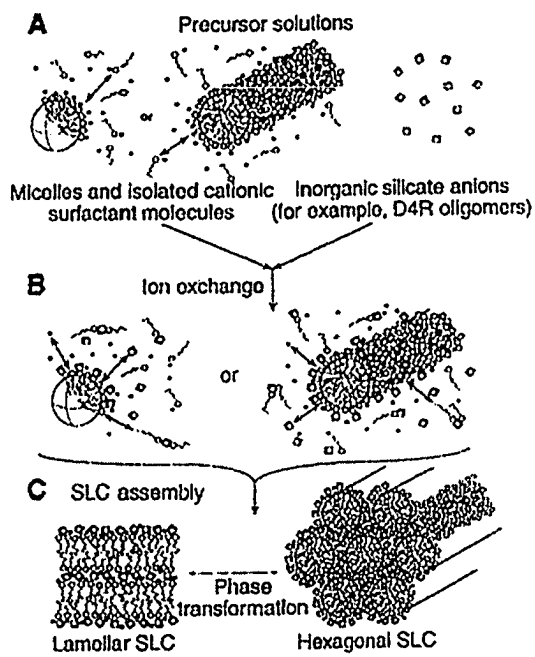 A
Precursor solutions
Micelles and isolated cationic
surfactant molecules
Inorganic silicate anions
(for example, D4R oligomers)
B
Ion exchange
or
C
SLC assembly
Phase
transformation
Lamellar SLC
Hexagonal SLC